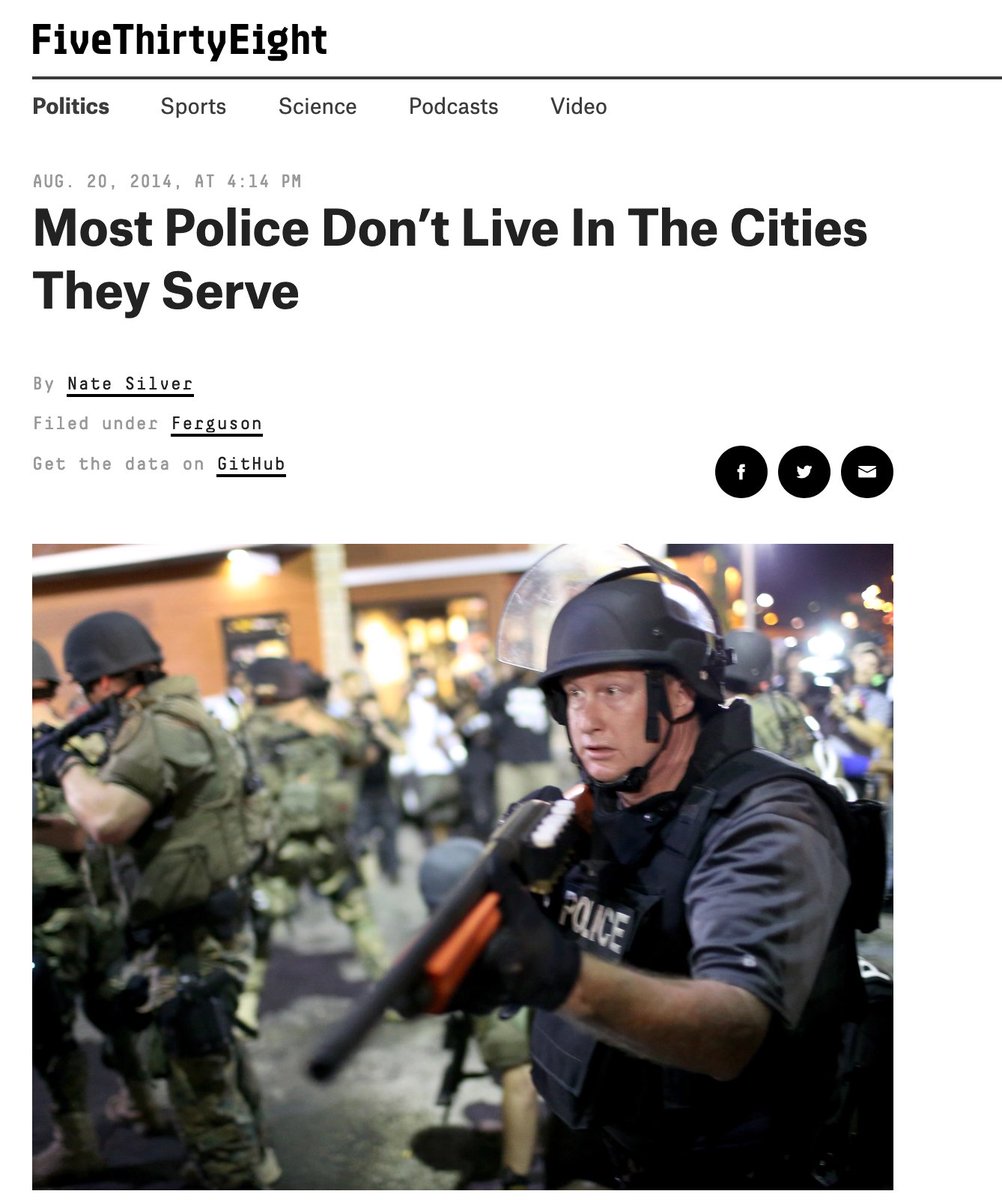 FiveThirtyEight
Politics Sports Science Podcasts Video
AUG. 20, 2014, AT 4:14 PM
Most Police Don’t Live In The Cities
They Serve
By Nate Silver
Filed under Ferguson
Get the data on GitHub
POLICE